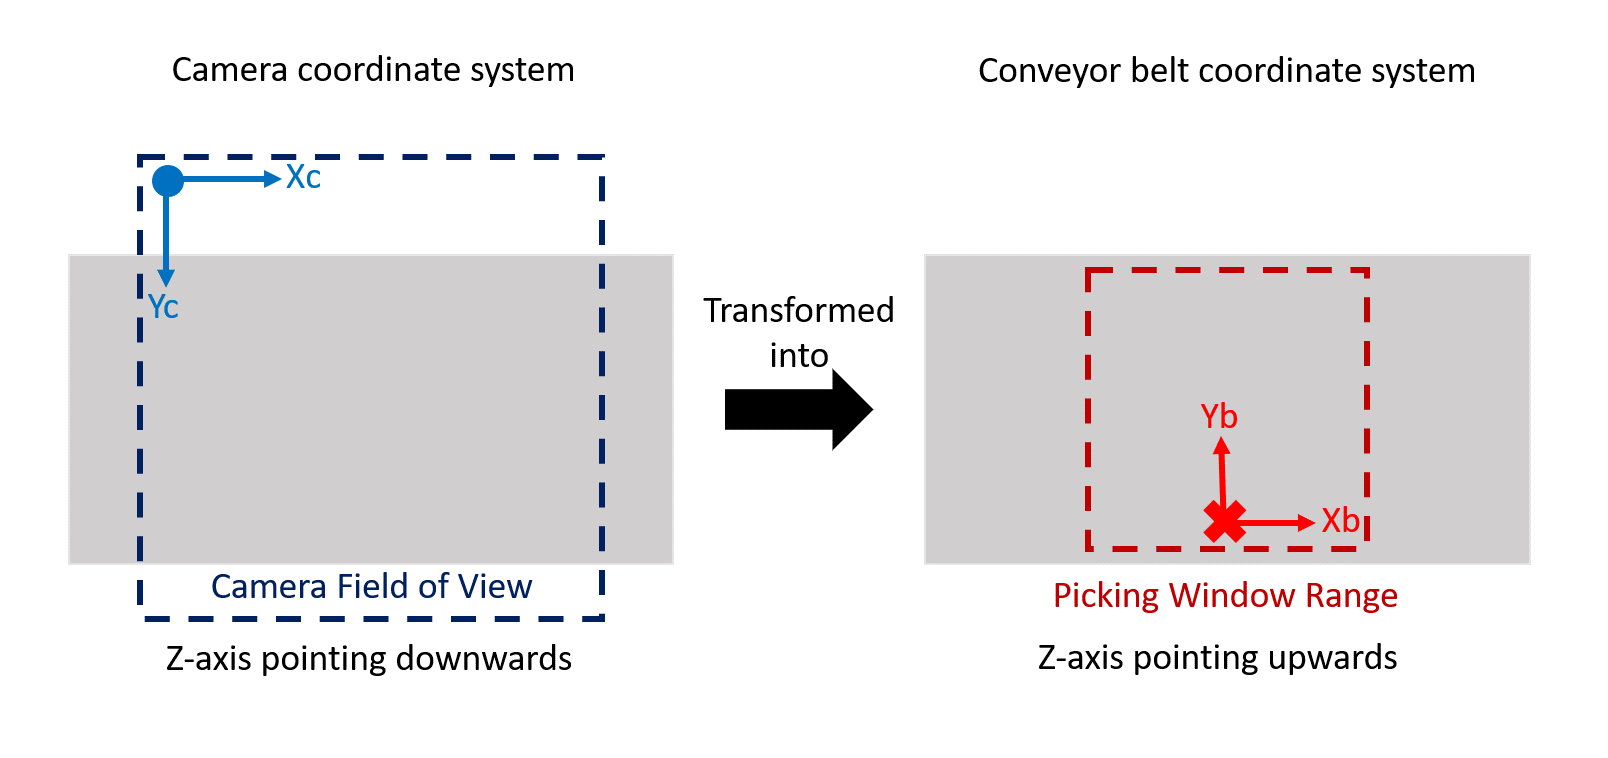 Camera coordinate system
Conveyor belt coordinate system
Xc
Yc
Transformed
into
Yb
Xb
Camera Field of View
Picking Window Range
Z-axis pointing downwards
Z-axis pointing upwards